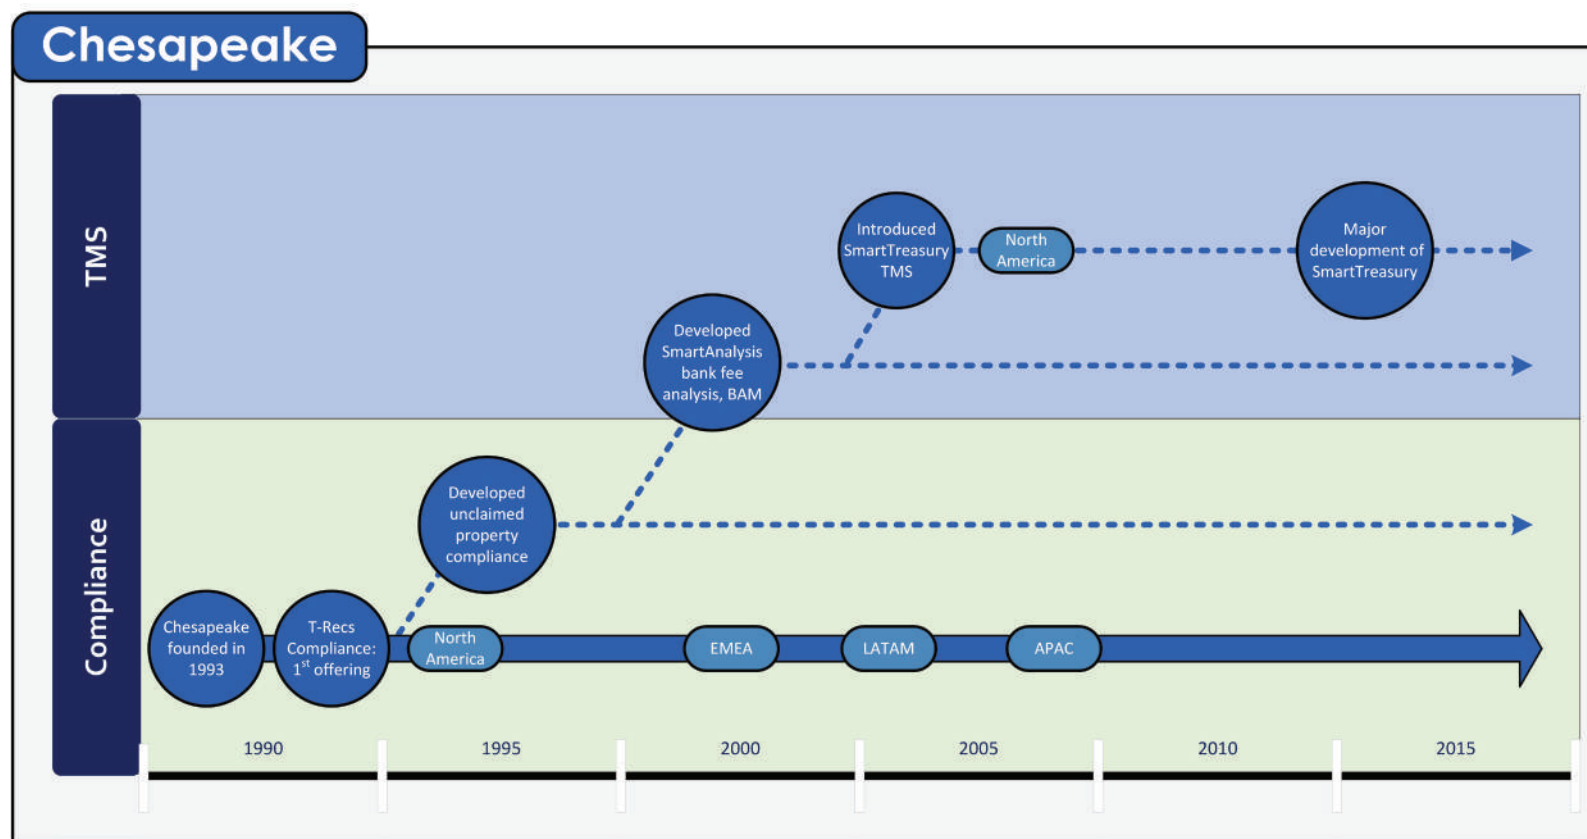 Chesapeake
TMS
Introduced
SmartTreasury
TMS
North
America
Major
development of
SmartTreasury
Developed
SmartAnalysis
bank fee
analysis, BAM
Compliance
Developed
unclaimed
property
compliance
Chesapeake
founded in
1993
T-Recs
Compliance:
1st offering
North
America
EMEA
LATAM
APAC
1990
1995
2000
2005
2010
2015